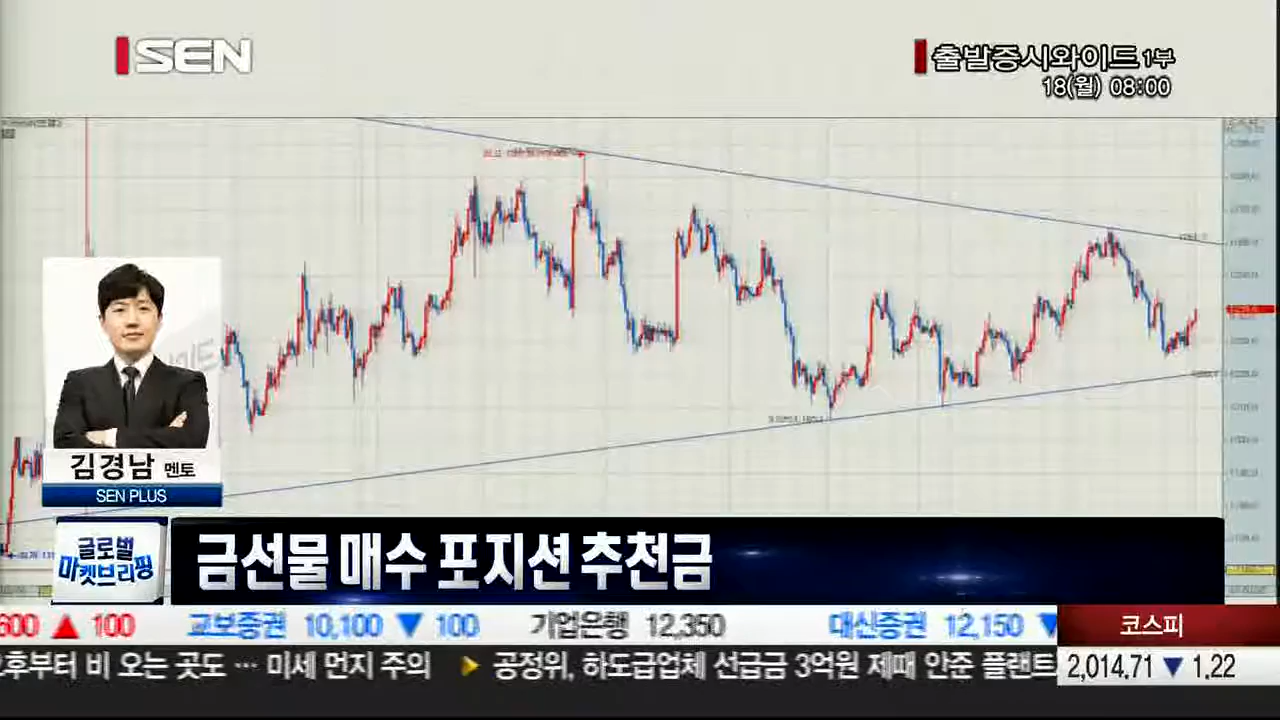 SEN
출발증시와이드 1부
18(월) 08:00
김경남 멘토
SEN PLUS
글로벌
마켓브리핑
금선물 매수 포지션 추천금
600 ▲ 100 교보증권 10,100 ▼ 100 기업은행 12,350 대신증권 12,150 ▼
코스피
오후부터 비 오는 곳도 … 미세 먼지 주의 ▶ 공정위, 하도급업체 선급금 3억원 제때 안준 플랜트
2,014.71 ▼ 1.22